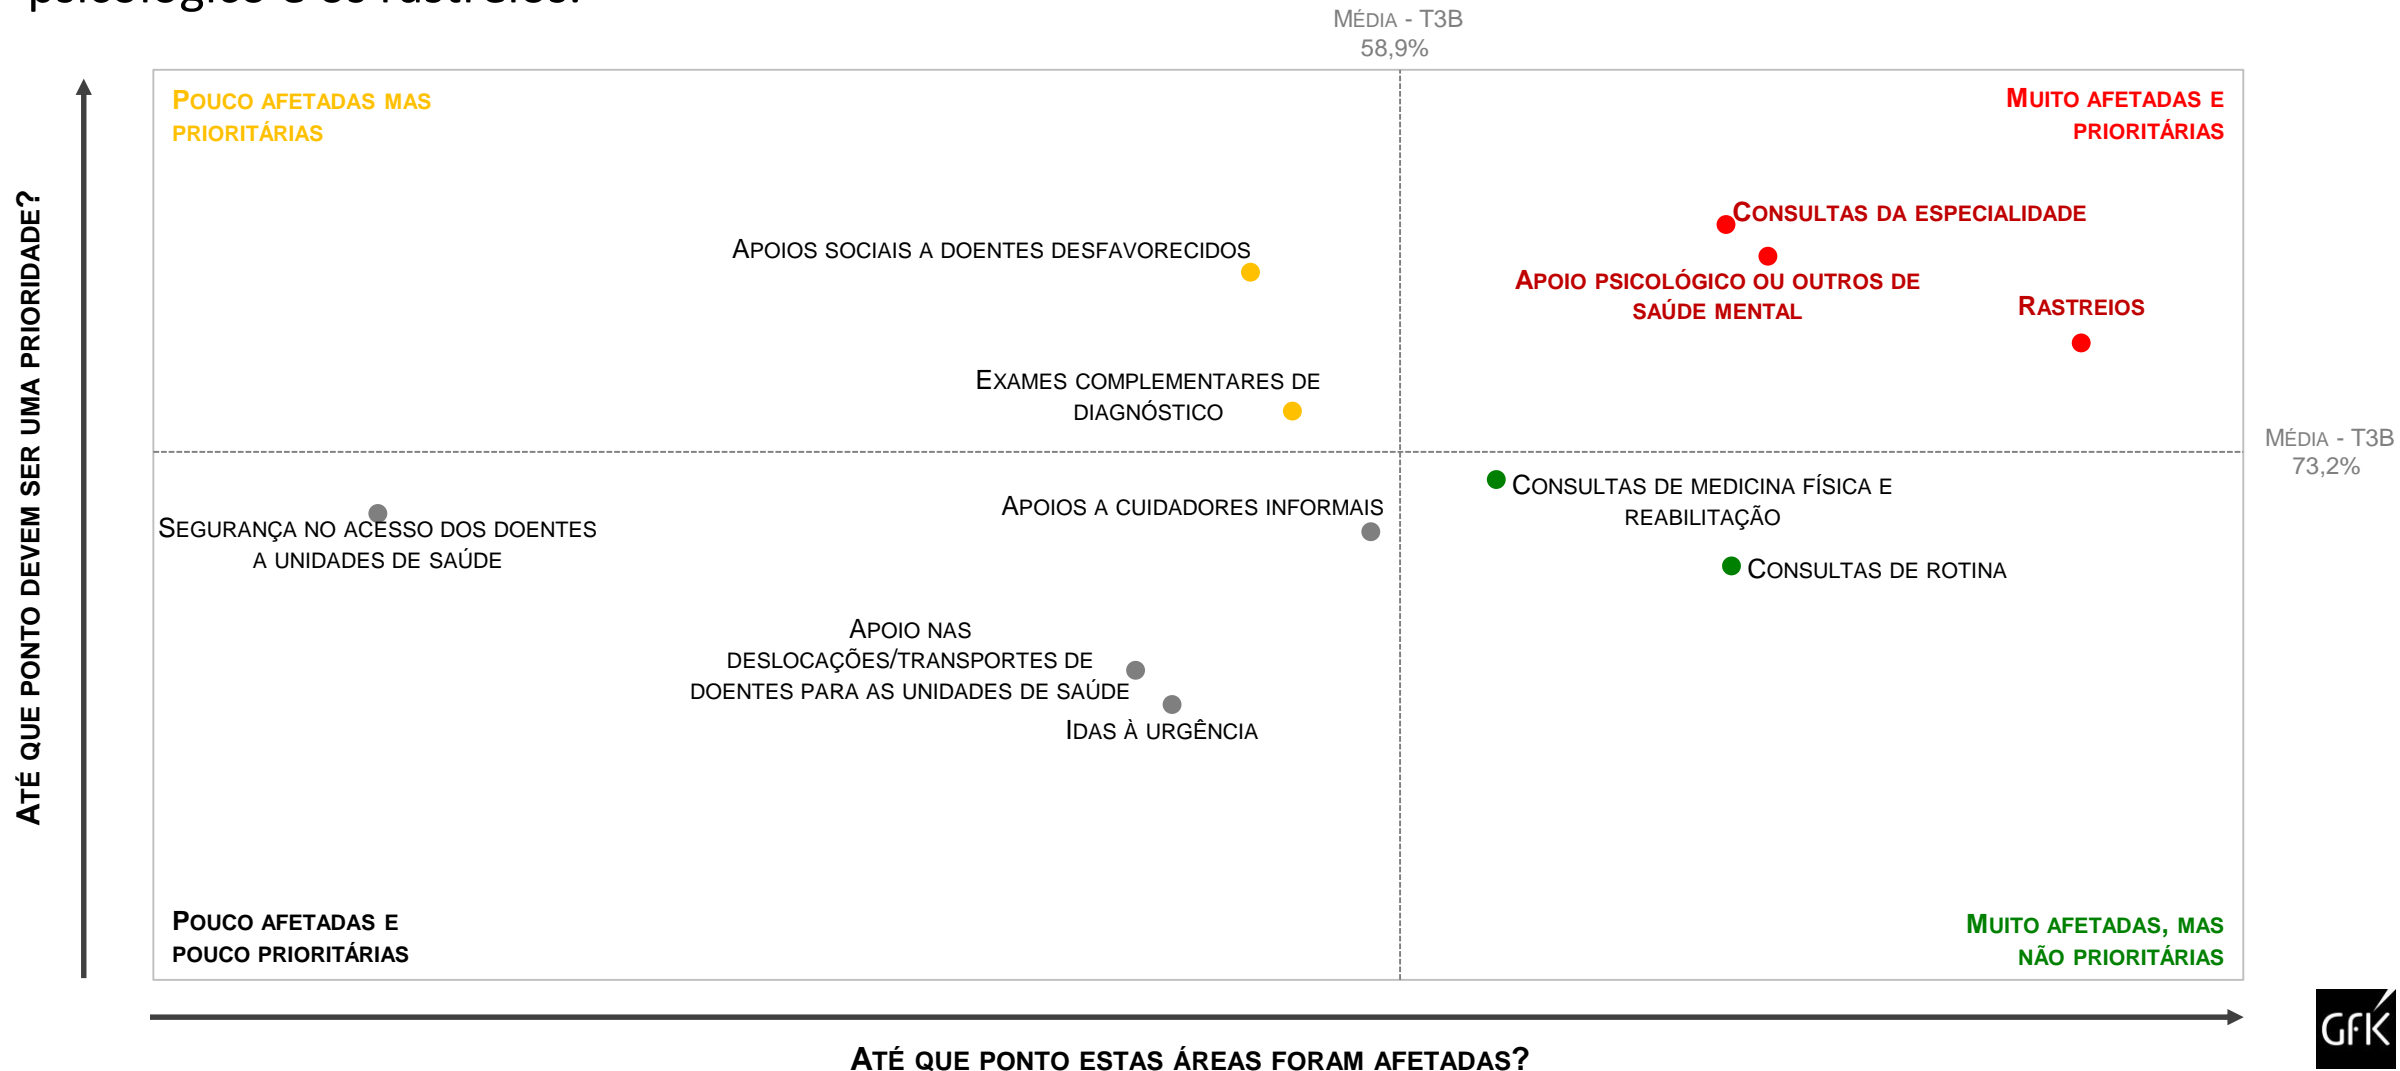 psicológico e os rastreios.
MÉDIA - T3B
58,9%
POUCO AFETADAS MAS
PRIORITÁRIAS
MUITO AFETADAS E
PRIORITÁRIAS
CONSULTAS DA ESPECIALIDADE
APOIOS SOCIAIS A DOENTES DESFAVORECIDOS
APOIO PSICOLÓGICO OU OUTROS DE
SAÚDE MENTAL
RASTREIOS
EXAMES COMPLEMENTARES DE
DIAGNÓSTICO
MÉDIA - T3B
73,2%
CONSULTAS DE MEDICINA FÍSICA E
REABILITAÇÃO
APOIOS A CUIDADORES INFORMAIS
SEGURANÇA NO ACESSO DOS DOENTES
A UNIDADES DE SAÚDE
CONSULTAS DE ROTINA
APOIO NAS
DESLOCAÇÕES/TRANSPORTES DE
DOENTES PARA AS UNIDADES DE SAÚDE
IDAS À URGÊNCIA
POUCO AFETADAS E
POUCO PRIORITÁRIAS
MUITO AFETADAS, MAS
NÃO PRIORITÁRIAS
ATÉ QUE PONTO DEVEM SER UMA PRIORIDADE?
ATÉ QUE PONTO ESTAS ÁREAS FORAM AFETADAS?
GfK